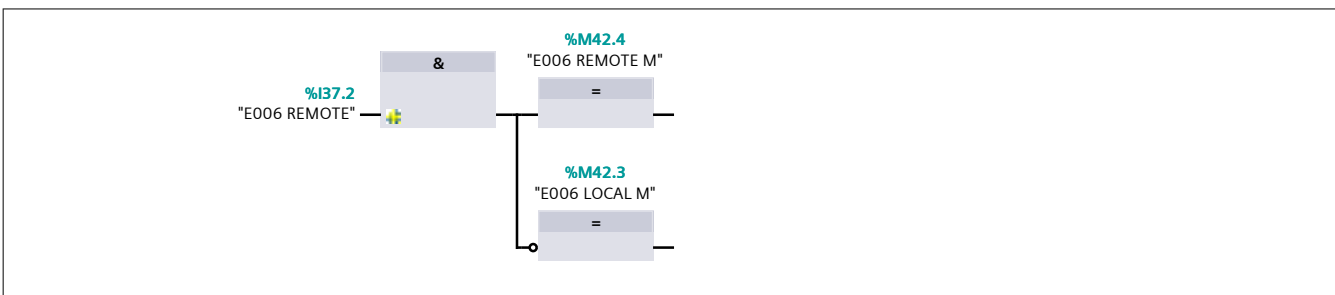 %M42.4
"E006 REMOTE M"
&
=
%I37.2
"E006 REMOTE"
%M42.3
"E006 LOCAL M"
=